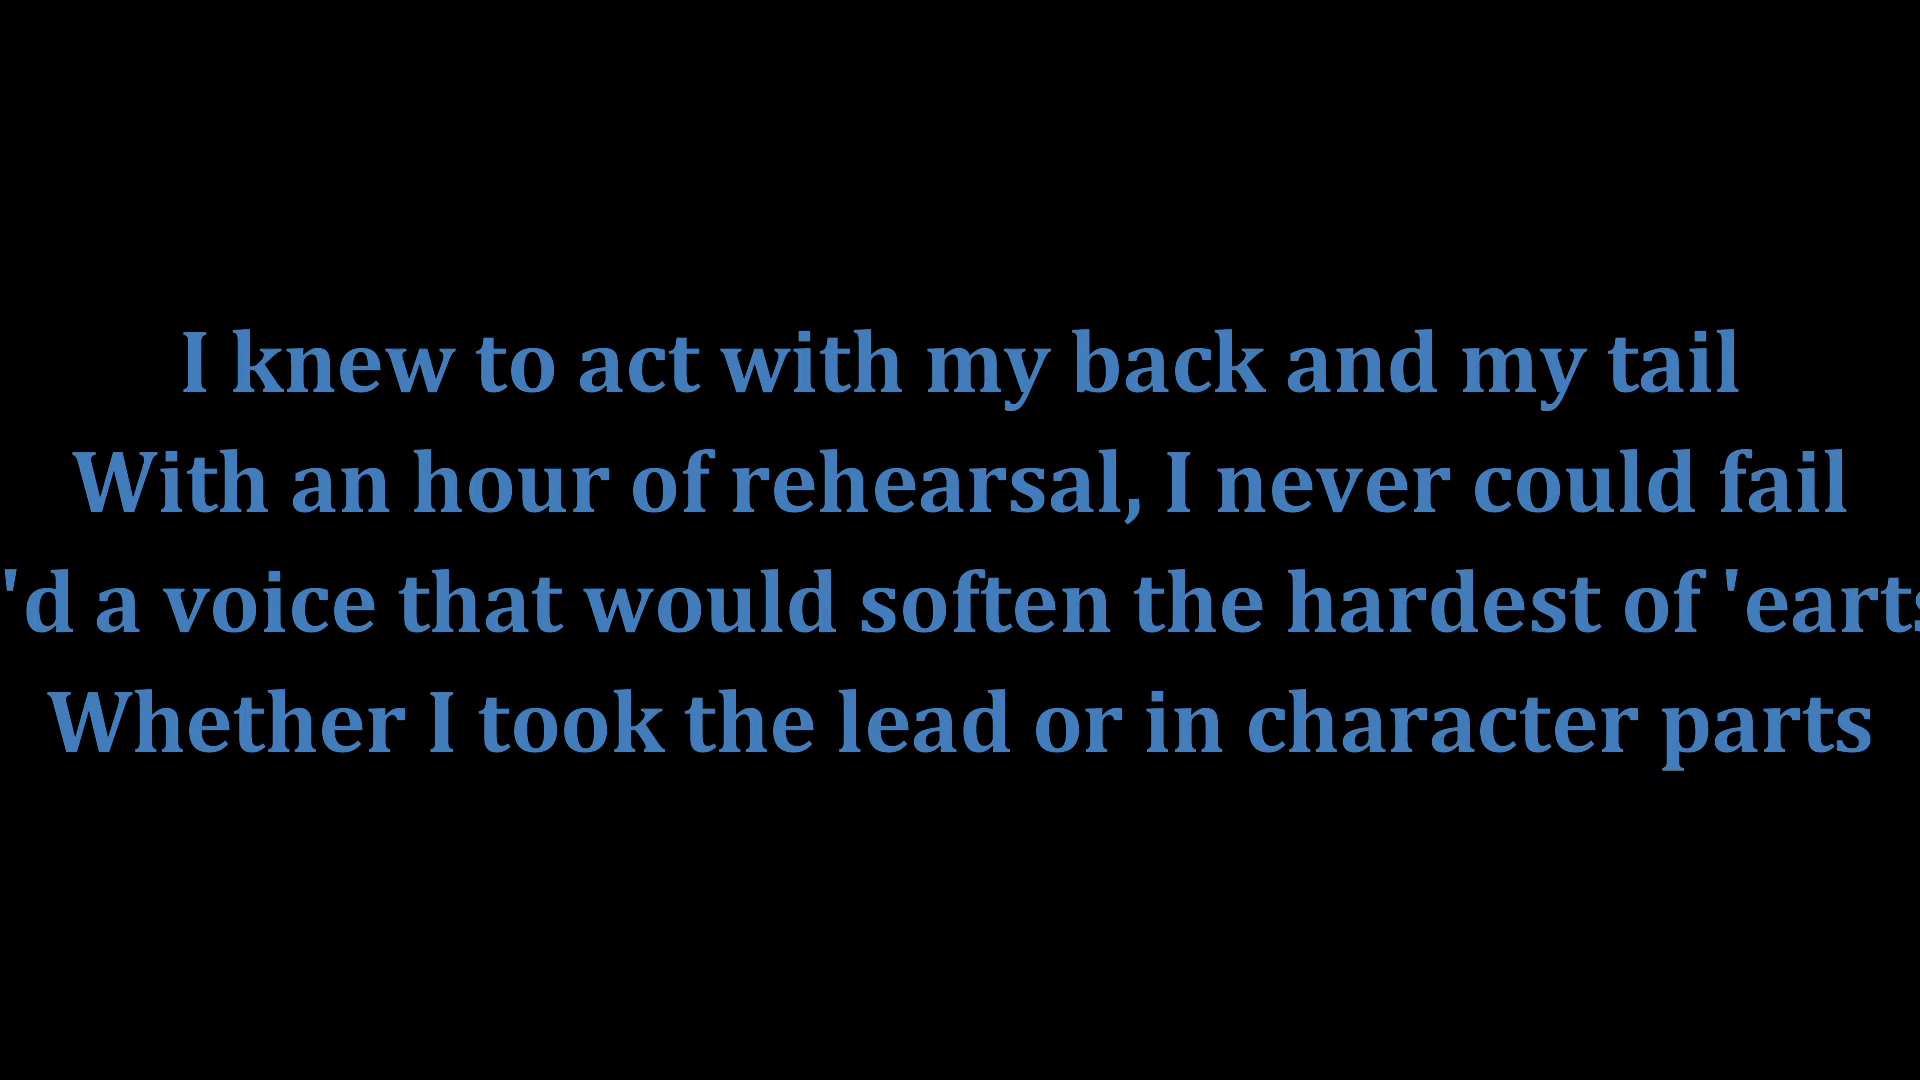 I knew to act with my back and my tail
With an hour of rehearsal, I never could fail
'd a voice that would soften the hardest of 'earts
Whether I took the lead or in character parts